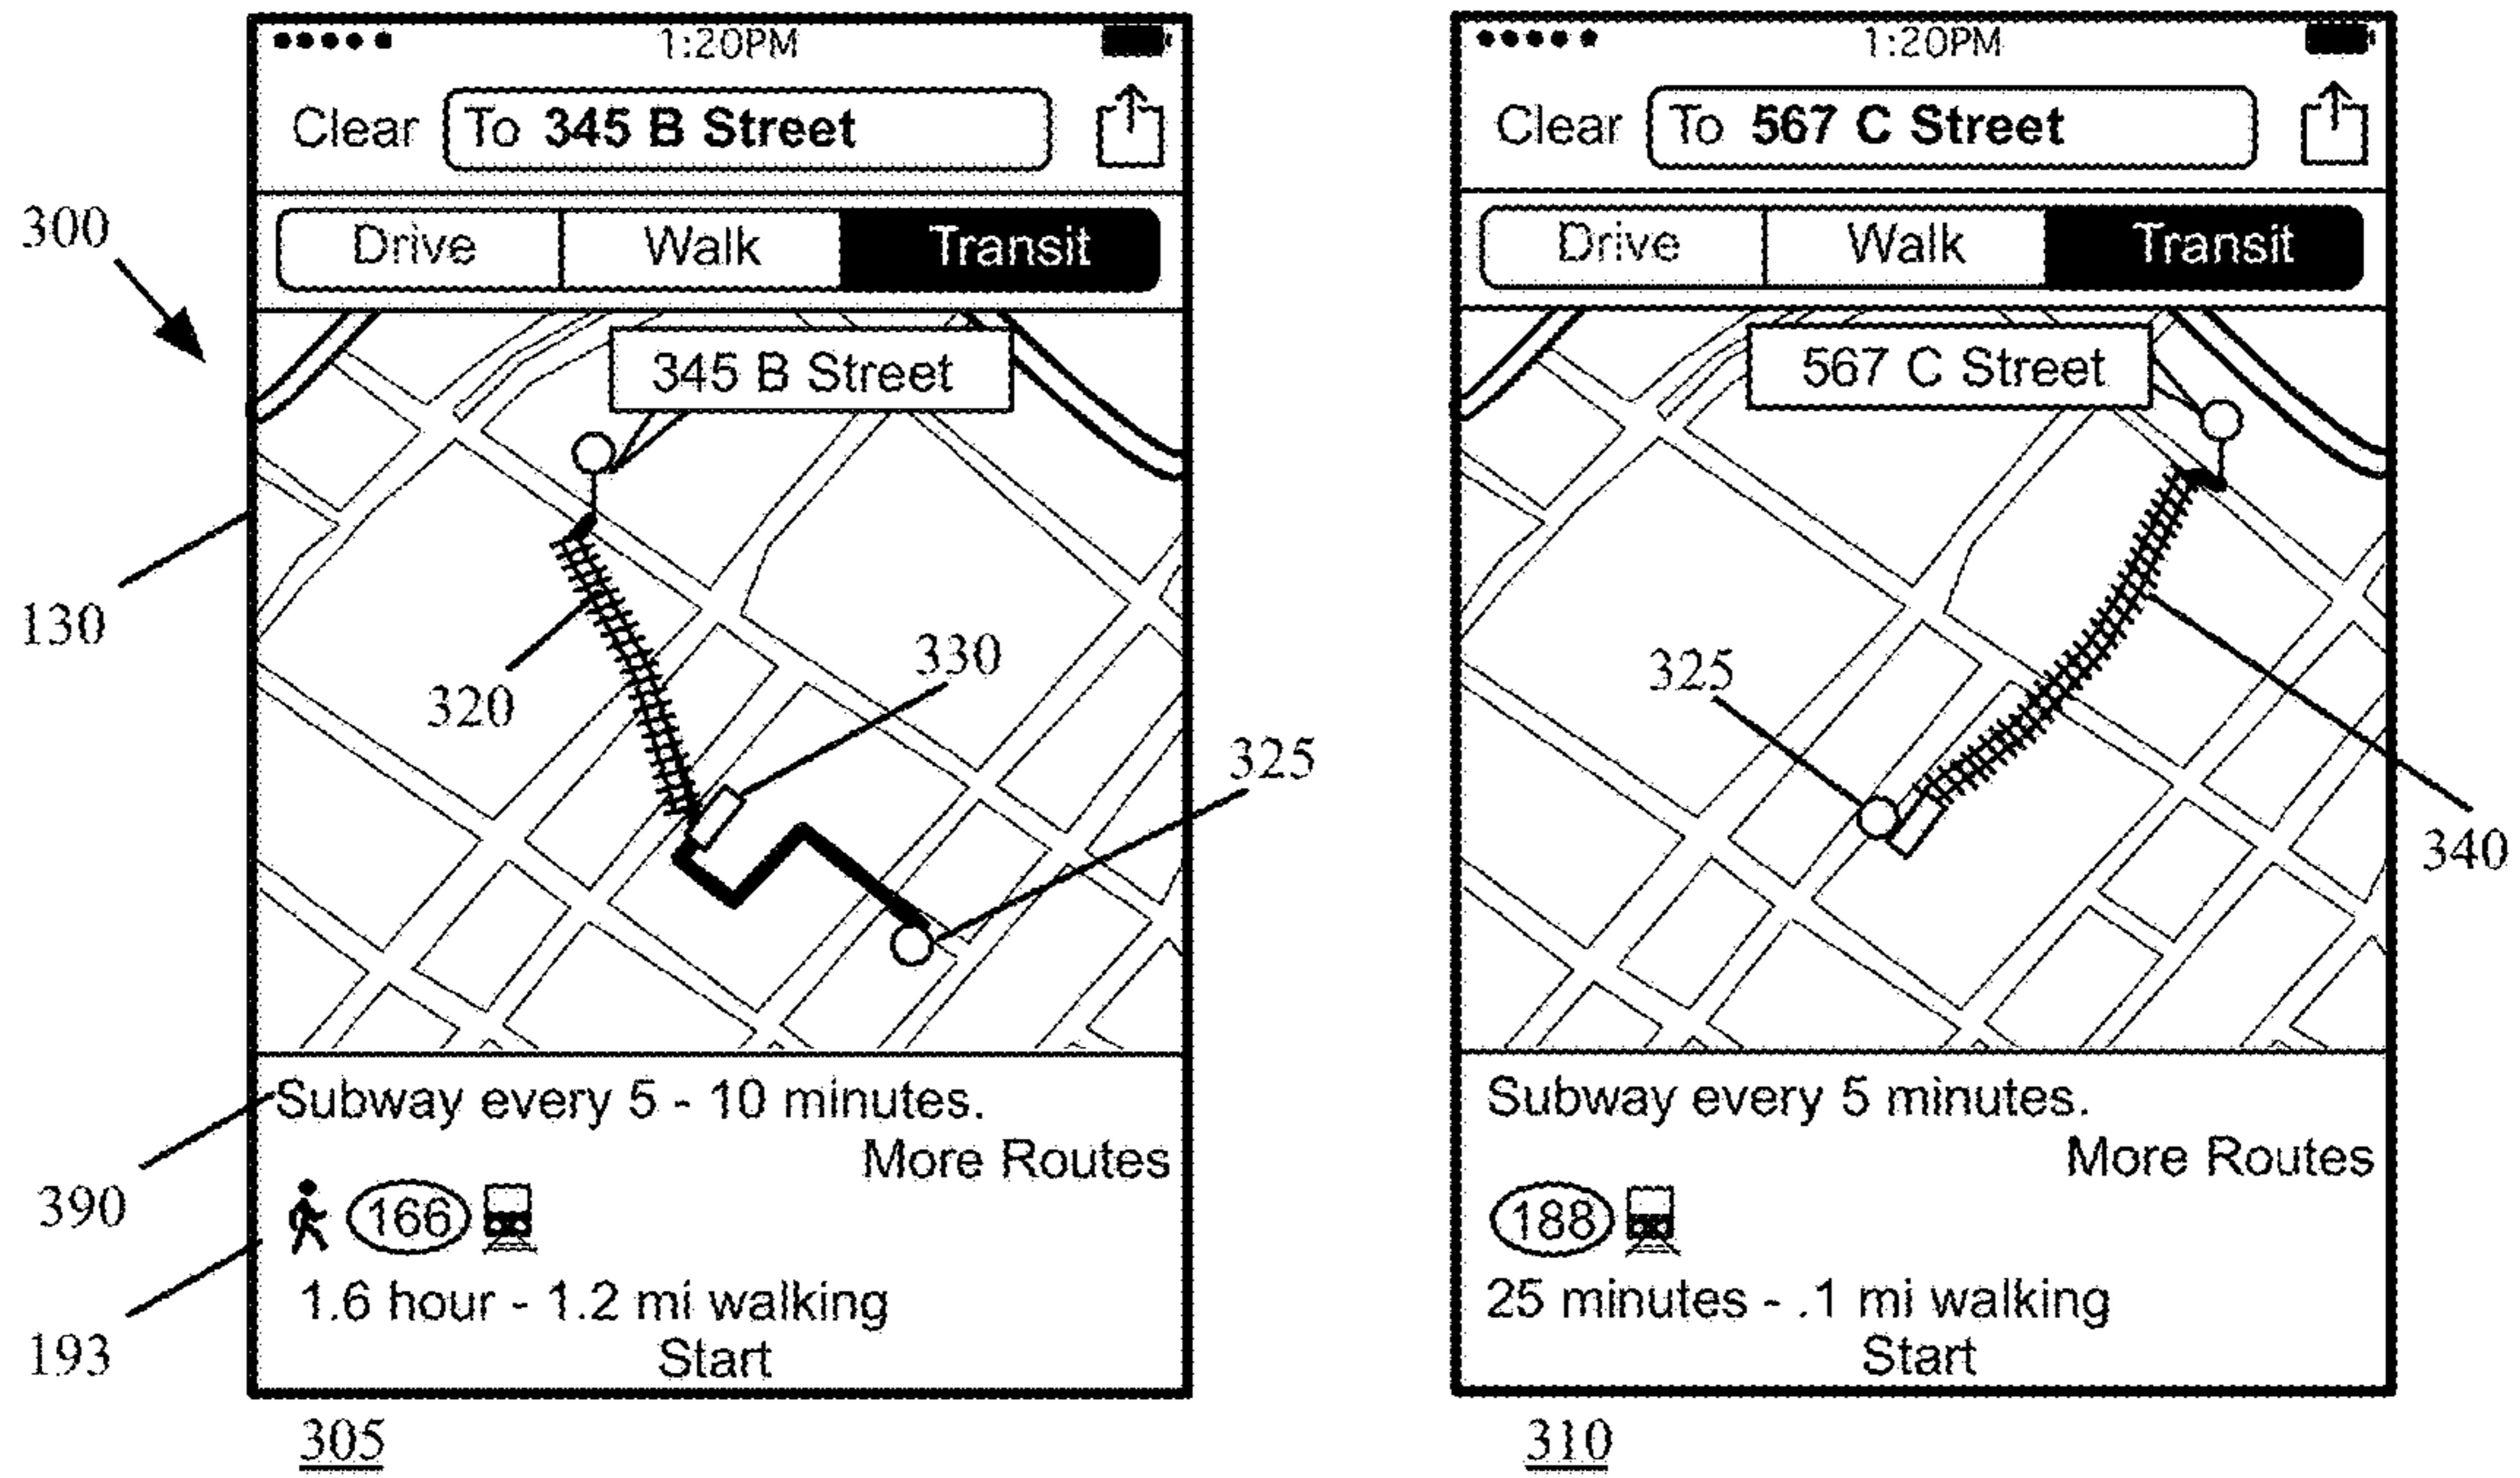 1:20PM
Clear To 345 B Street
Drive Walk Transit
300
345 B Street
130
320
330
325
Subway every 5 - 10 minutes.
More Routes
390
166
1.6 hour - 1.2 mi walking
193
Start
305
1:20PM
Clear To 567 C Street
Drive Walk Transit
567 C Street
325
340
Subway every 5 minutes.
More Routes
188
25 minutes - .1 mi walking
Start
310